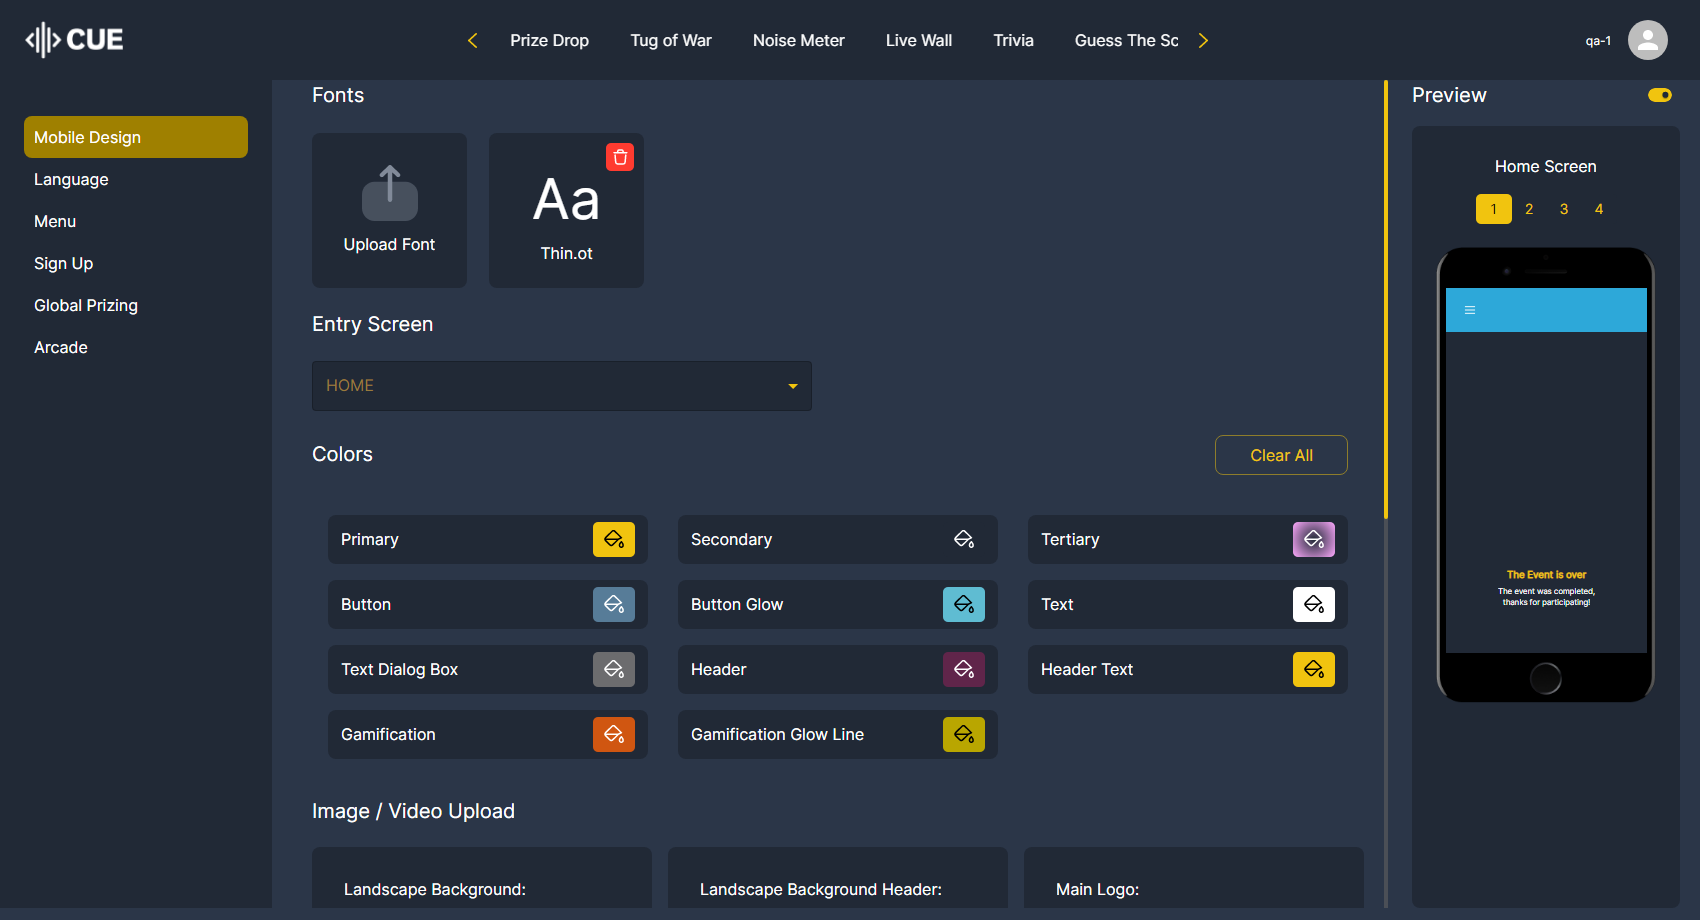 CUE
Prize Drop
Tug of War
Noise Meter
Live Wall
Trivia
Guess The Sc
qa-1
Mobile Design
Language
Menu
Sign Up
Global Prizing
Arcade
Fonts
Upload Font
Aa
Thin.ot
Entry Screen
HOME
Colors
Clear All
Primary
Secondary
Tertiary
Button
Button Glow
Text
Text Dialog Box
Header
Header Text
Gamification
Gamification Glow Line
Image / Video Upload
Landscape Background:
Landscape Background Header:
Main Logo:
Preview
Home Screen
1 2 3 4
The Event is over
The event was completed,
thanks for participating!